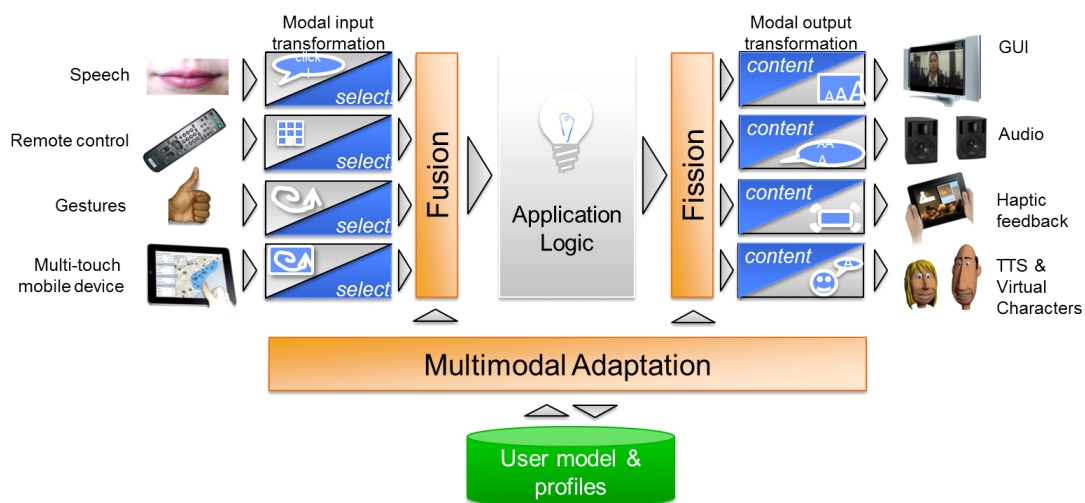 Modal input
transformation
Modal output
transformation
Speech
click
!
select.
GUI
content
AAA
Remote control
select.
Audio
content
AA
A
Gestures
select.
Haptic
feedback
content
Multi-touch
mobile device
select.
TTS &
Virtual
Characters
content
A
Fusion
Application
Logic
Fission
Multimodal Adaptation
User model &
profiles